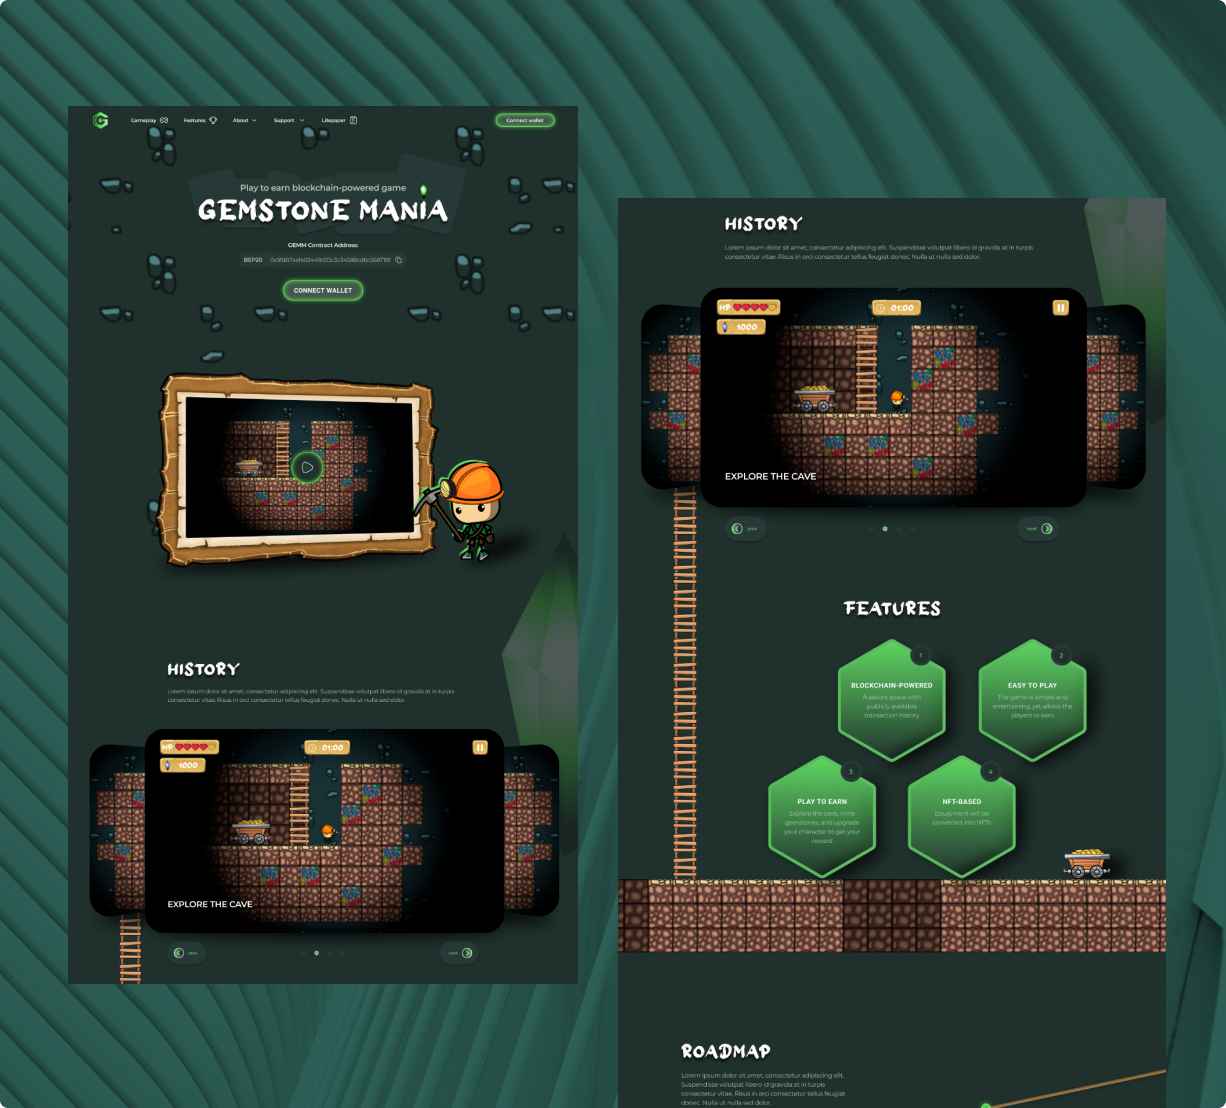 Gameplay
Features
About
Support
Litepaper
Connect wallet
Play to earn blockchain-powered game
GEMSTONE MANIA
GEMM Contract Address:
BEP20
CONNECT WALLET
HISTORY
Lorem ipsum dolor sit amet, consectetur adipiscing elit. Suspendisse volutpat libero id gravida at in turpis
consectetur vitae. Risus in orci consectetur tellus feugiat donec. Nulla ut nulla sed dolor.
HP
01:00
1000
EXPLORE THE CAVE
prev
next
HISTORY
Lorem ipsum dolor sit amet, consectetur adipiscing elit. Suspendisse volutpat libero id gravida at in turpis
consectetur vitae. Risus in orci consectetur tellus feugiat donec. Nulla ut nulla sed dolor.
HP
01:00
1000
EXPLORE THE CAVE
prev
next
FEATURES
1
BLOCKCHAIN-POWERED
A secure space with
publicly available
transaction history
2
EASY TO PLAY
The game is simple and
entertaining, yet allows the
players to earn
3
PLAY TO EARN
Explore the cave, mine
gemstones, and upgrade
your character to get your
reward
4
NFT-BASED
Equipment will be
converted into NFTs
ROADMAP
Lorem ipsum dolor sit amet, consectetur adipiscing elit.
Suspendisse volutpat libero id gravida at in turpis
consectetur vitae. Risus in orci consectetur tellus feugiat
donec. Nulla ut nulla sed dolor.